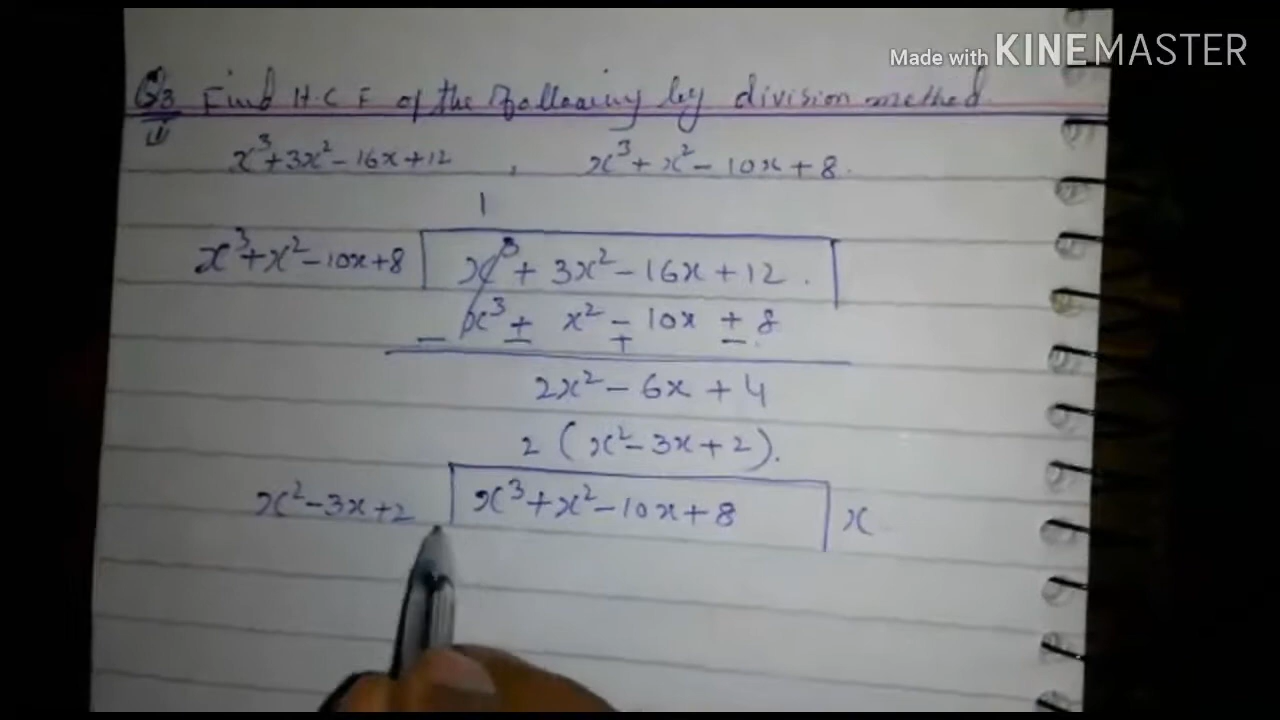 Made with KINEMASTER
Q3 Find H.C F of the following by division method.
(1)
x³+3x²-16x+12 , x³+x²-10x+8.
1
x³+x²-10x+8 x³+3x²-16x+12.
x³+x²-10x+8
- - + -
2x²-6x+4
2(x²-3x+2).
x²-3x+2 x³+x²-10x+8 x